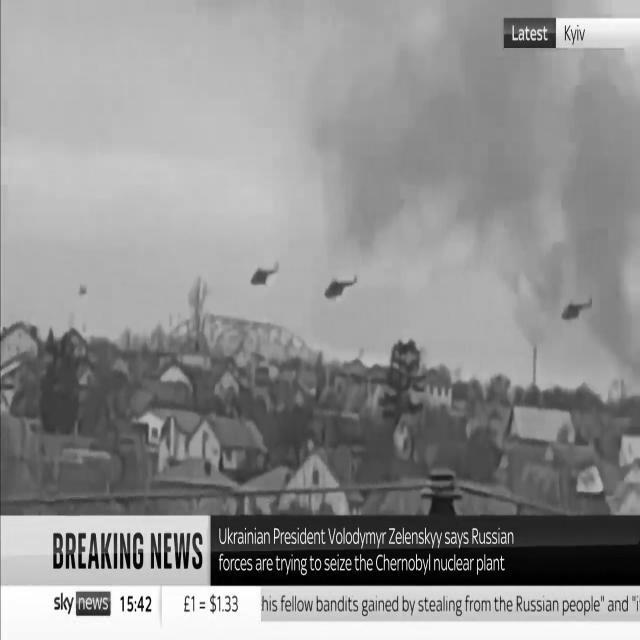 Latest Kyiv
BREAKING NEWS
Ukrainian President Volodymyr Zelenskyy says Russian
forces are trying to seize the Chernobyl nuclear plant
sky news 15:42 £1 = $1.33 his fellow bandits gained by stealing from the Russian people" and "i